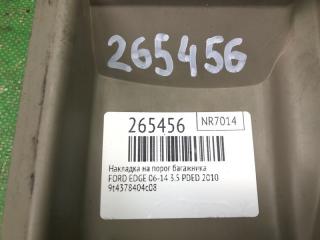 265456
265456 NR7014
Накладка на порог багажника
FORD EDGE 06-14 3.5 PDED 2010
9t4378404c08